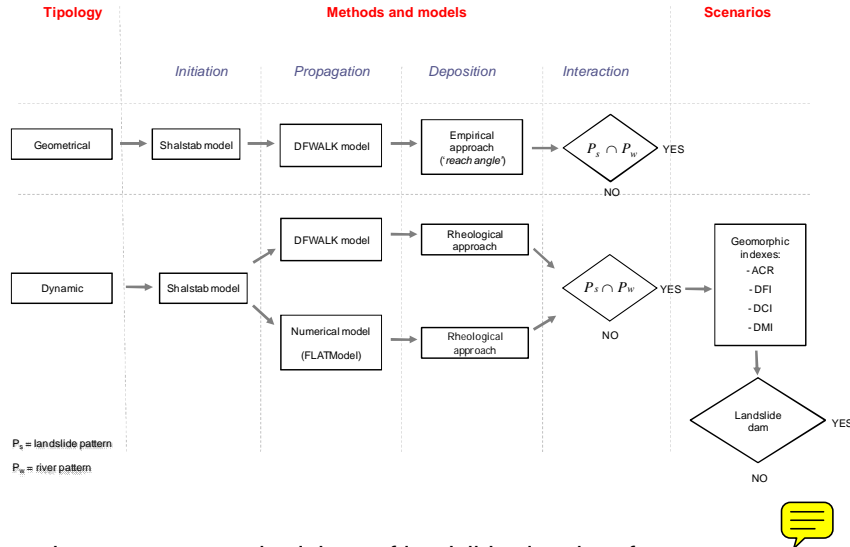 Tipology
Methods and models
Scenarios
Initiation
Propagation
Deposition
Interaction
Geometrical
Shalstab model
DFWALK model
Empirical
approach
('reach angle')
Ps ∩ Pw
YES
NO
Dynamic
Shalstab model
DFWALK model
Rheological
approach
Numerical model
(FLATModel)
Rheological
approach
Ps ∩ Pw
YES
NO
Geomorphic
indexes:
- ACR
- DFI
- DCI
- DMI
Landslide
dam
YES
NO
Ps = landslide pattern
Pw = river pattern